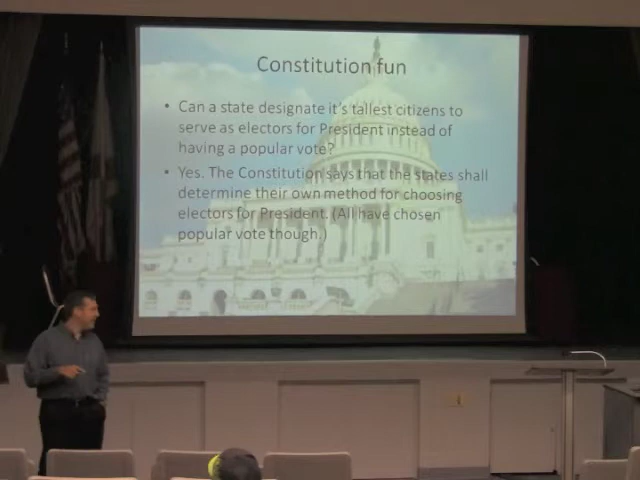 Constitution fun
• Can a state designate it's tallest citizens to
serve as electors for President instead of
having a popular vote?
• Yes. The Constitution says that the states shall
determine their own method for choosing
electors for President. (All have chosen
popular vote though.)